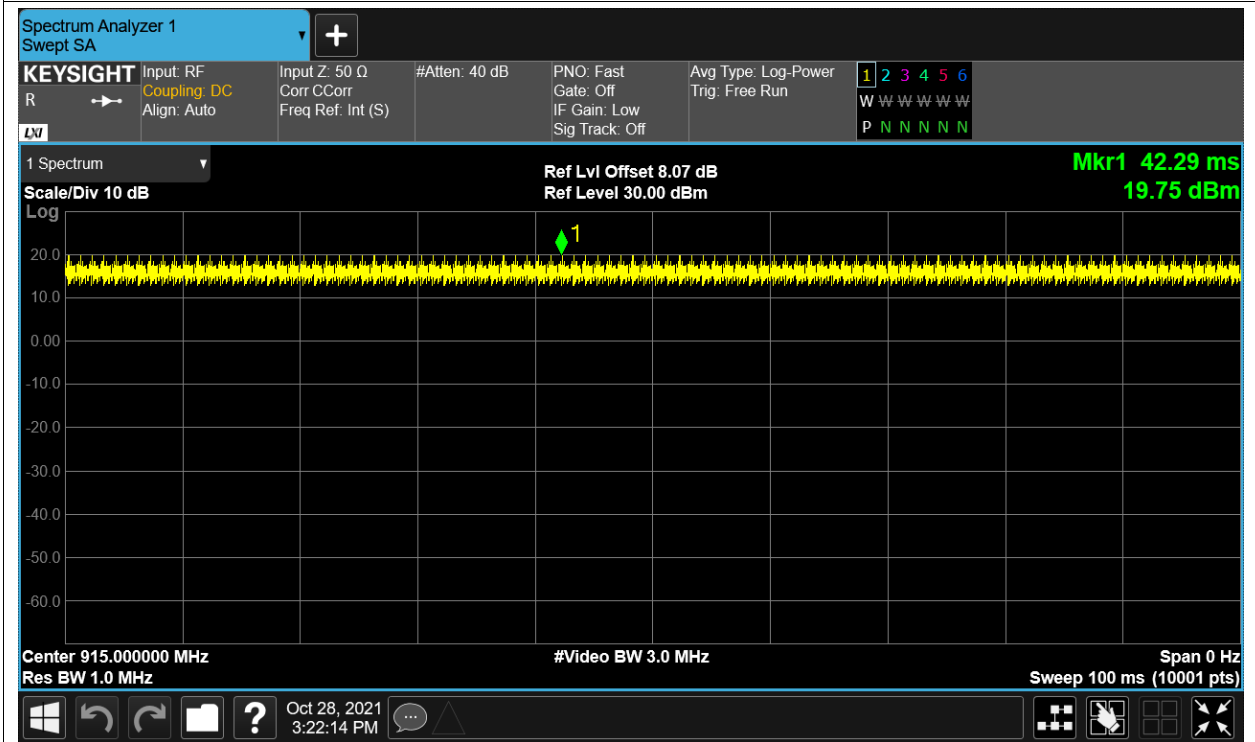 Spectrum Analyzer 1
Swept SA
KEYSIGHT
R
LXI
Input: RF
Coupling: DC
Align: Auto
Input Z: 50 Ω
Corr CCorr
Freq Ref: Int (S)
#Atten: 40 dB
PNO: Fast
Gate: Off
IF Gain: Low
Sig Track: Off
Avg Type: Log-Power
Trig: Free Run
1 2 3 4 5 6
W W W W W W
P N N N N N
1 Spectrum
Scale/Div 10 dB
Log
Ref Lvl Offset 8.07 dB
Ref Level 30.00 dBm
Mkr1 42.29 ms
19.75 dBm
1
20.0
10.0
0.00
-10.0
-20.0
-30.0
-40.0
-50.0
-60.0
Center 915.000000 MHz
Res BW 1.0 MHz
#Video BW 3.0 MHz
Span 0 Hz
Sweep 100 ms (10001 pts)
?
Oct 28, 2021
3:22:14 PM